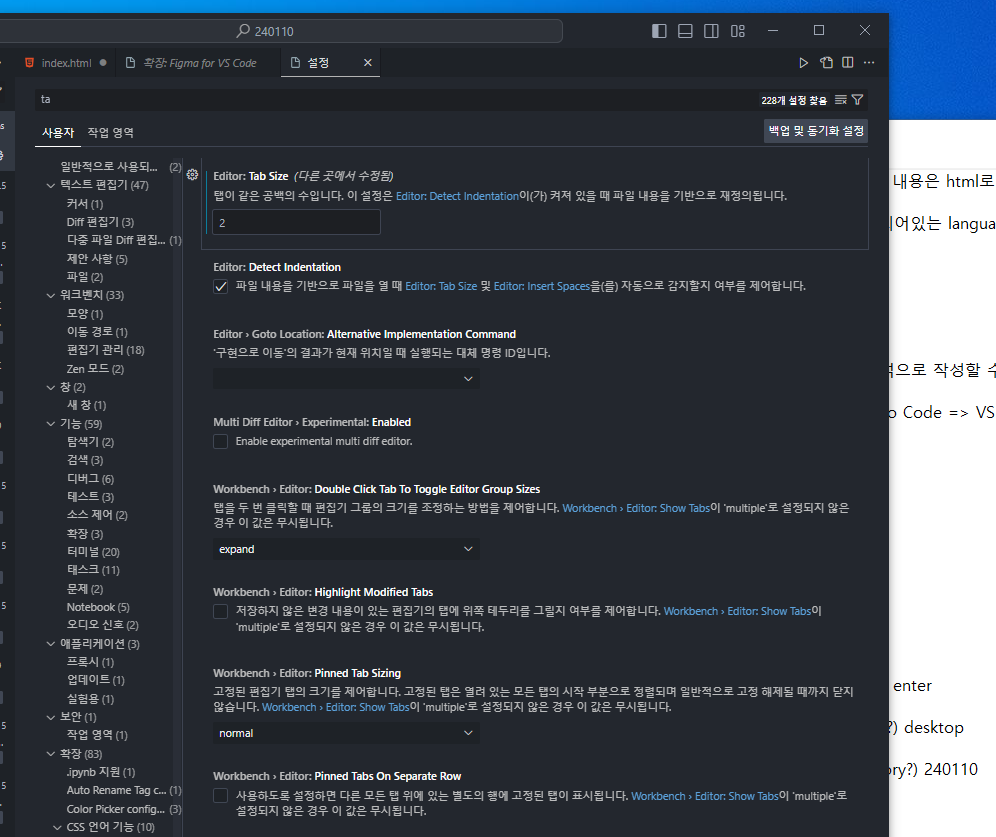 240110
index.html
확장: Figma for VS Code
설정
ta
228개 설정 찾음
사용자
작업 영역
백업 및 동기화 설정
일반적으로 사용되... (2)
텍스트 편집기 (47)
커서 (1)
Diff 편집기 (3)
다중 파일 Diff 편집... (1)
제안 사항 (5)
파일 (2)
워크벤치 (33)
모양 (1)
이동 경로 (1)
편집기 관리 (18)
Zen 모드 (2)
창 (2)
새 창 (1)
기능 (59)
탐색기 (2)
검색 (3)
디버그 (6)
테스트 (3)
소스 제어 (2)
확장 (3)
터미널 (20)
태스크 (11)
문제 (2)
Notebook (5)
오디오 신호 (2)
애플리케이션 (3)
프록시 (1)
업데이트 (1)
실험용 (1)
보안 (1)
작업 영역 (1)
확장 (83)
.ipynb 지원 (1)
Auto Rename Tag c... (1)
Color Picker config... (3)
CSS 언어 기능 (10)
Editor: Tab Size (다른 곳에서 수정됨)
탭이 같은 공백의 수입니다. 이 설정은 Editor: Detect Indentation이(가) 켜져 있을 때 파일 내용을 기반으로 재정의됩니다.
2
Editor: Detect Indentation
파일 내용을 기반으로 파일을 열 때 Editor: Tab Size 및 Editor: Insert Spaces을(를) 자동으로 감지할지 여부를 제어합니다.
Editor › Goto Location: Alternative Implementation Command
'구현으로 이동'의 결과가 현재 위치일 때 실행되는 대체 명령 ID입니다.
Multi Diff Editor › Experimental: Enabled
Enable experimental multi diff editor.
Workbench › Editor: Double Click Tab To Toggle Editor Group Sizes
탭을 두 번 클릭할 때 편집기 그룹의 크기를 조정하는 방법을 제어합니다. Workbench › Editor: Show Tabs이 'multiple'로 설정되지 않은
경우 이 값은 무시됩니다.
expand
Workbench › Editor: Highlight Modified Tabs
저장하지 않은 변경 내용이 있는 편집기의 탭에 위쪽 테두리를 그릴지 여부를 제어합니다. Workbench › Editor: Show Tabs이
'multiple'로 설정되지 않은 경우 이 값은 무시됩니다.
Workbench › Editor: Pinned Tab Sizing
고정된 편집기 탭의 크기를 제어합니다. 고정된 탭은 열려 있는 모든 탭의 시작 부분으로 정렬되며 일반적으로 고정 해제될 때까지 닫지
않습니다. Workbench › Editor: Show Tabs이 'multiple'로 설정되지 않은 경우 이 값은 무시됩니다.
normal
Workbench › Editor: Pinned Tabs On Separate Row
사용하도록 설정하면 다른 모든 탭 위에 있는 별도의 행에 고정된 탭이 표시됩니다. Workbench › Editor: Show Tabs이 'multiple'로
설정되지 않은 경우 이 값은 무시됩니다.
내용은 html로
어있는 langua
적으로 작성할 수
o Code => VS
enter
?) desktop
ory?) 240110